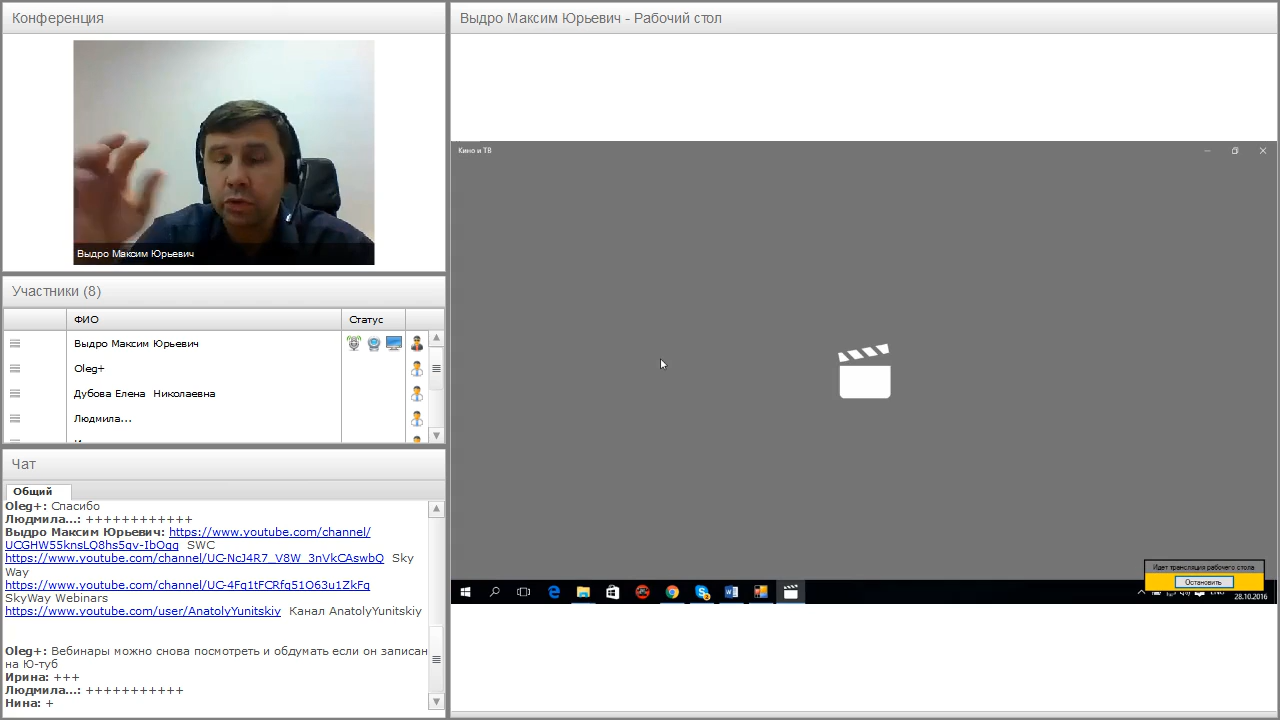 Конференция
Выдро Максим Юрьевич
Участники (8)
ФИО Статус
Выдро Максим Юрьевич
Oleg+
Дубова Елена Николаевна
Людмила...
Чат
Общий
Oleg+: Спасибо
Людмила...: ++++++++++++
Выдро Максим Юрьевич: https://www.youtube.com/channel/
UCGHW55knsLQ8hs5gv-IbOgg SWC
https://www.youtube.com/channel/UC-NcJ4R7_V8W_3nVkCAswbQ Sky
Way
https://www.youtube.com/channel/UC-4Fg1tFCRfg51O63u1ZkFg
SkyWay Webinars
https://www.youtube.com/user/AnatolyYunitskiy Канал AnatolyYunitskiy
Oleg+: Вебинары можно снова посмотреть и обдумать если он записан
на Ю-туб
Ирина: +++
Людмила...: +++++++++++
Нина: +
Выдро Максим Юрьевич - Рабочий стол
Кино и ТВ
Идет трансляция рабочего стола
Остановить
28.10.2016